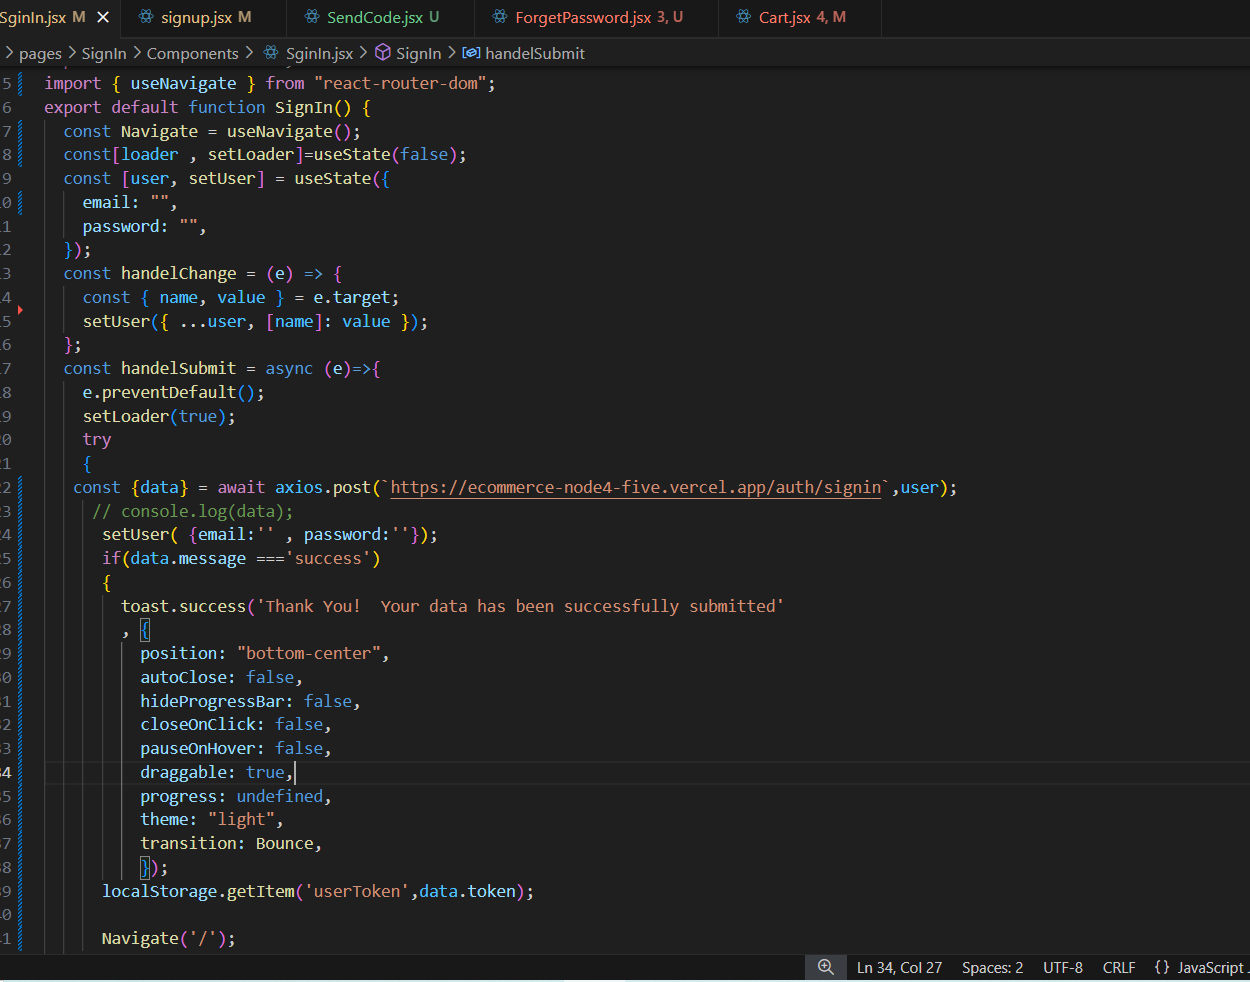 SginIn.jsx M × signup.jsx M SendCode.jsx U ForgetPassword.jsx 3, U Cart.jsx 4, M
> pages > SignIn > Components > SginIn.jsx > SignIn > handelSubmit
5 import { useNavigate } from "react-router-dom";
6 export default function SignIn() {
7 const Navigate = useNavigate();
8 const[loader , setLoader]=useState(false);
9 const [user, setUser] = useState({
0 email: "",
1 password: "",
2 });
3 const handelChange = (e) => {
4 const { name, value } = e.target;
5 setUser({ ...user, [name]: value });
6 };
7 const handelSubmit = async (e)=>{
8 e.preventDefault();
9 setLoader(true);
0 try
1 {
2 const {data} = await axios.post(`https://ecommerce-node4-five.vercel.app/auth/signin`,user);
3 // console.log(data);
4 setUser( {email:'' , password:''});
5 if(data.message ==='success')
6 {
7 toast.success('Thank You!  Your data has been successfully submitted'
8 , {
9 position: "bottom-center",
0 autoClose: false,
1 hideProgressBar: false,
2 closeOnClick: false,
3 pauseOnHover: false,
4 draggable: true,
5 progress: undefined,
6 theme: "light",
7 transition: Bounce,
8 });
9 localStorage.getItem('userToken',data.token);
0
1 Navigate('/');
Ln 34, Col 27 Spaces: 2 UTF-8 CRLF {} JavaScript